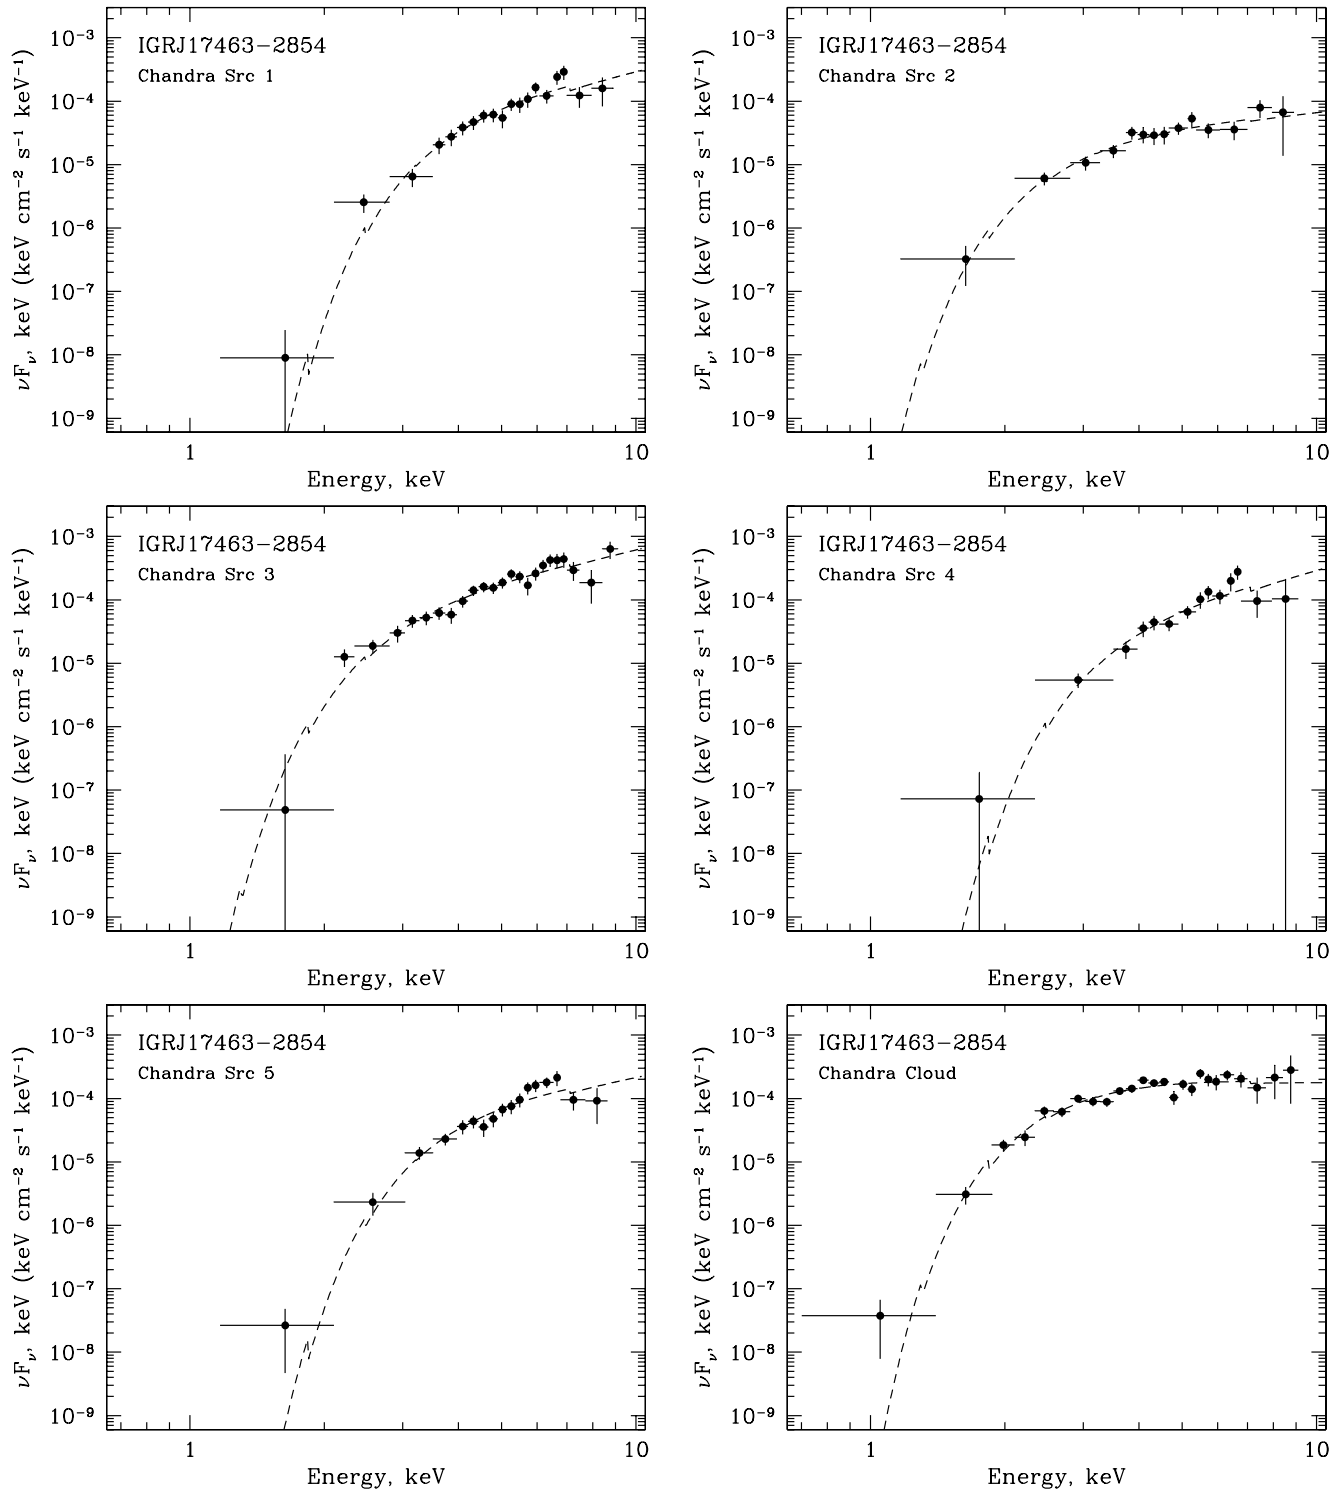 IGRJ17463−2854
Chandra Src 1
νFν, keV (keV cm−2 s−1 keV−1)
10−3
10−4
10−5
10−6
10−7
10−8
10−9
1
10
Energy, keV
IGRJ17463−2854
Chandra Src 2
νFν, keV (keV cm−2 s−1 keV−1)
10−3
10−4
10−5
10−6
10−7
10−8
10−9
1
10
Energy, keV
IGRJ17463−2854
Chandra Src 3
νFν, keV (keV cm−2 s−1 keV−1)
10−3
10−4
10−5
10−6
10−7
10−8
10−9
1
10
Energy, keV
IGRJ17463−2854
Chandra Src 4
νFν, keV (keV cm−2 s−1 keV−1)
10−3
10−4
10−5
10−6
10−7
10−8
10−9
1
10
Energy, keV
IGRJ17463−2854
Chandra Src 5
νFν, keV (keV cm−2 s−1 keV−1)
10−3
10−4
10−5
10−6
10−7
10−8
10−9
1
10
Energy, keV
IGRJ17463−2854
Chandra Cloud
νFν, keV (keV cm−2 s−1 keV−1)
10−3
10−4
10−5
10−6
10−7
10−8
10−9
1
10
Energy, keV